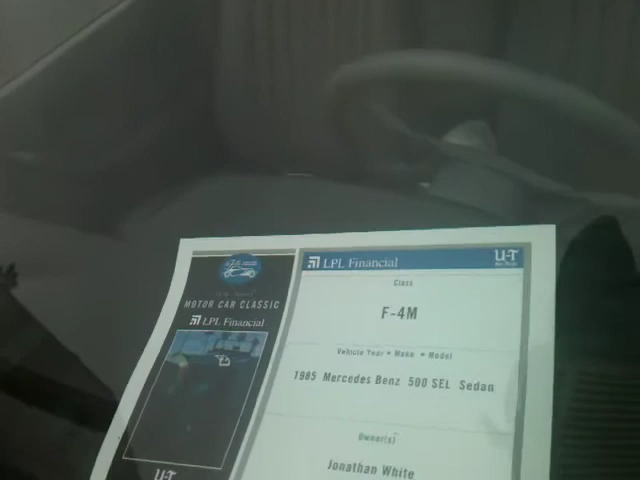 MOTOR CAR CLASSIC
LPL Financial
U-T
LPL Financial
U-T
Class
F-4M
Vehicle Year • Make • Model
1985 Mercedes Benz 500 SEL Sedan
Owner(s)
Jonathan White